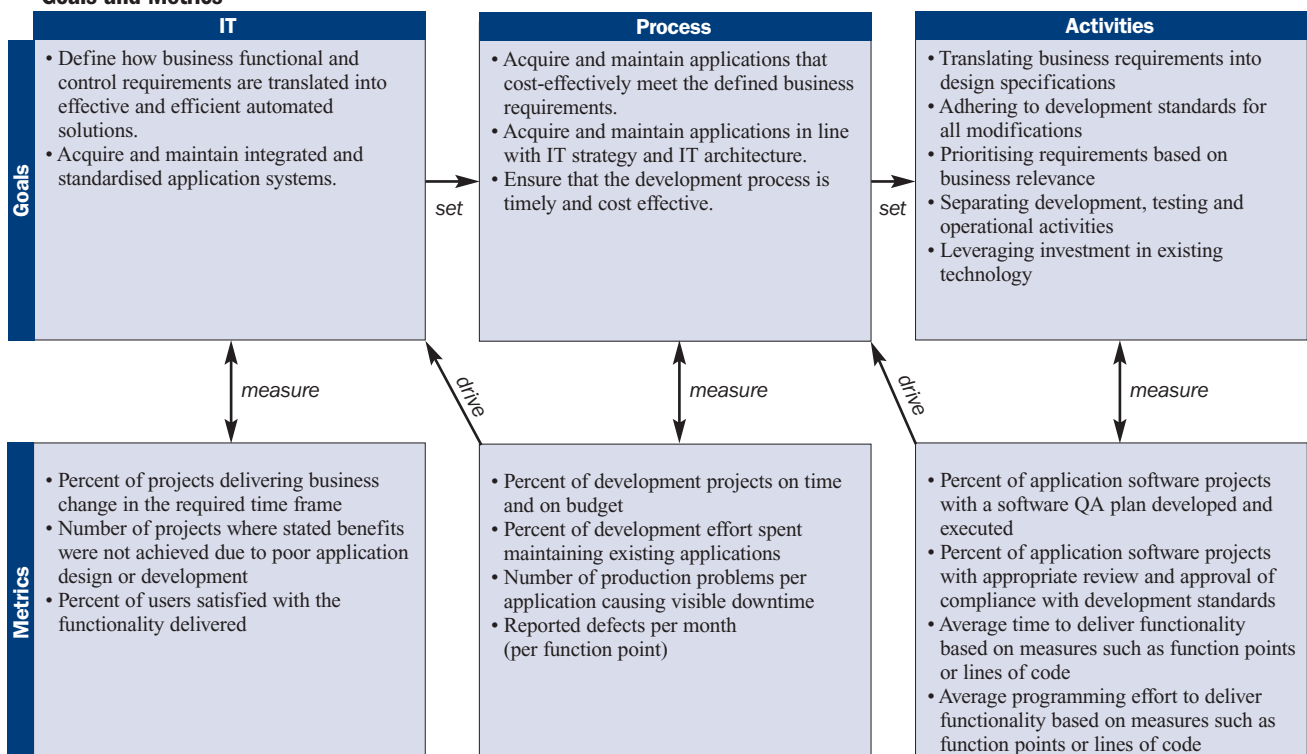 Goals and Metrics
IT
Process
Activities
Goals
• Define how business functional and
control requirements are translated into
effective and efficient automated
solutions.
• Acquire and maintain integrated and
standardised application systems.
set
• Acquire and maintain applications that
cost-effectively meet the defined business
requirements.
• Acquire and maintain applications in line
with IT strategy and IT architecture.
• Ensure that the development process is
timely and cost effective.
set
• Translating business requirements into
design specifications
• Adhering to development standards for
all modifications
• Prioritising requirements based on
business relevance
• Separating development, testing and
operational activities
• Leveraging investment in existing
technology
measure
drive
measure
drive
measure
Metrics
• Percent of projects delivering business
change in the required time frame
• Number of projects where stated benefits
were not achieved due to poor application
design or development
• Percent of users satisfied with the
functionality delivered
• Percent of development projects on time
and on budget
• Percent of development effort spent
maintaining existing applications
• Number of production problems per
application causing visible downtime
• Reported defects per month
(per function point)
• Percent of application software projects
with a software QA plan developed and
executed
• Percent of application software projects
with appropriate review and approval of
compliance with development standards
• Average time to deliver functionality
based on measures such as function points
or lines of code
• Average programming effort to deliver
functionality based on measures such as
function points or lines of code